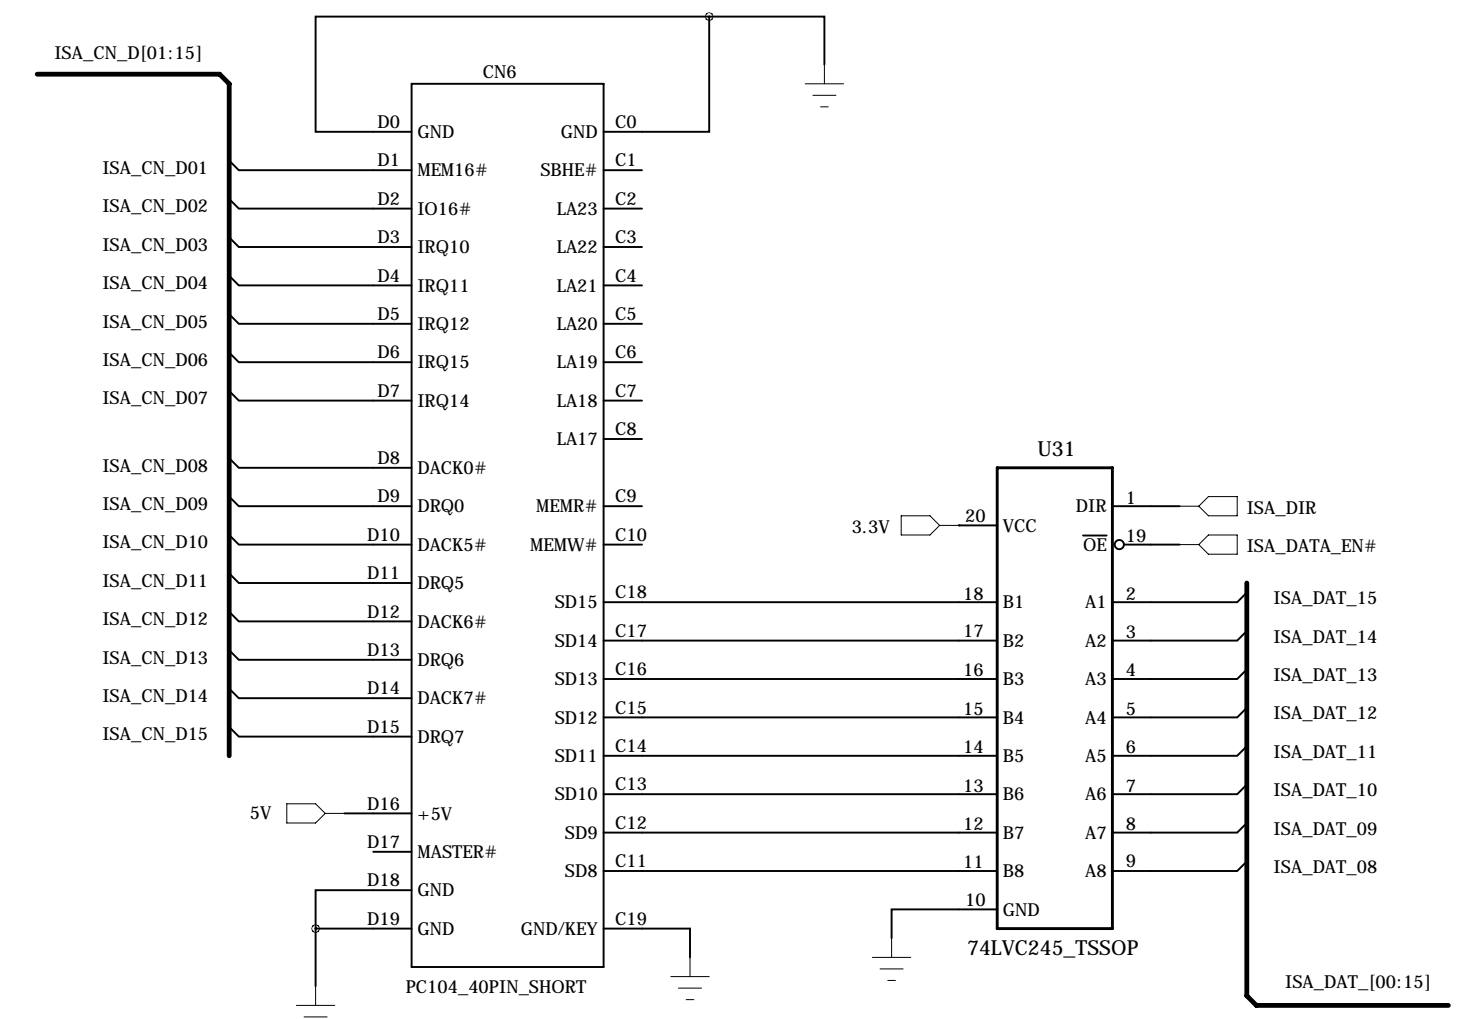 ISA_CN_D[01:15]
CN6
D0 GND GND C0
ISA_CN_D01 D1 MEM16# SBHE# C1
ISA_CN_D02 D2 IO16# LA23 C2
ISA_CN_D03 D3 IRQ10 LA22 C3
ISA_CN_D04 D4 IRQ11 LA21 C4
ISA_CN_D05 D5 IRQ12 LA20 C5
ISA_CN_D06 D6 IRQ15 LA19 C6
ISA_CN_D07 D7 IRQ14 LA18 C7
LA17 C8
U31
ISA_CN_D08 D8 DACK0#
ISA_CN_D09 D9 DRQ0 MEMR# C9 DIR 1 ISA_DIR
3.3V 20 VCC
ISA_CN_D10 D10 DACK5# MEMW# C10 OE 19 ISA_DATA_EN#
ISA_CN_D11 D11 DRQ5
SD15 C18 18 B1 A1 2 ISA_DAT_15
ISA_CN_D12 D12 DACK6#
SD14 C17 17 B2 A2 3 ISA_DAT_14
ISA_CN_D13 D13 DRQ6
SD13 C16 16 B3 A3 4 ISA_DAT_13
ISA_CN_D14 D14 DACK7#
SD12 C15 15 B4 A4 5 ISA_DAT_12
ISA_CN_D15 D15 DRQ7
SD11 C14 14 B5 A5 6 ISA_DAT_11
SD10 C13 13 B6 A6 7 ISA_DAT_10
5V D16 +5V
SD9 C12 12 B7 A7 8 ISA_DAT_09
D17 MASTER#
SD8 C11 11 B8 A8 9 ISA_DAT_08
D18 GND
10 GND
D19 GND GND/KEY C19
74LVC245_TSSOP
PC104_40PIN_SHORT
ISA_DAT_[00:15]